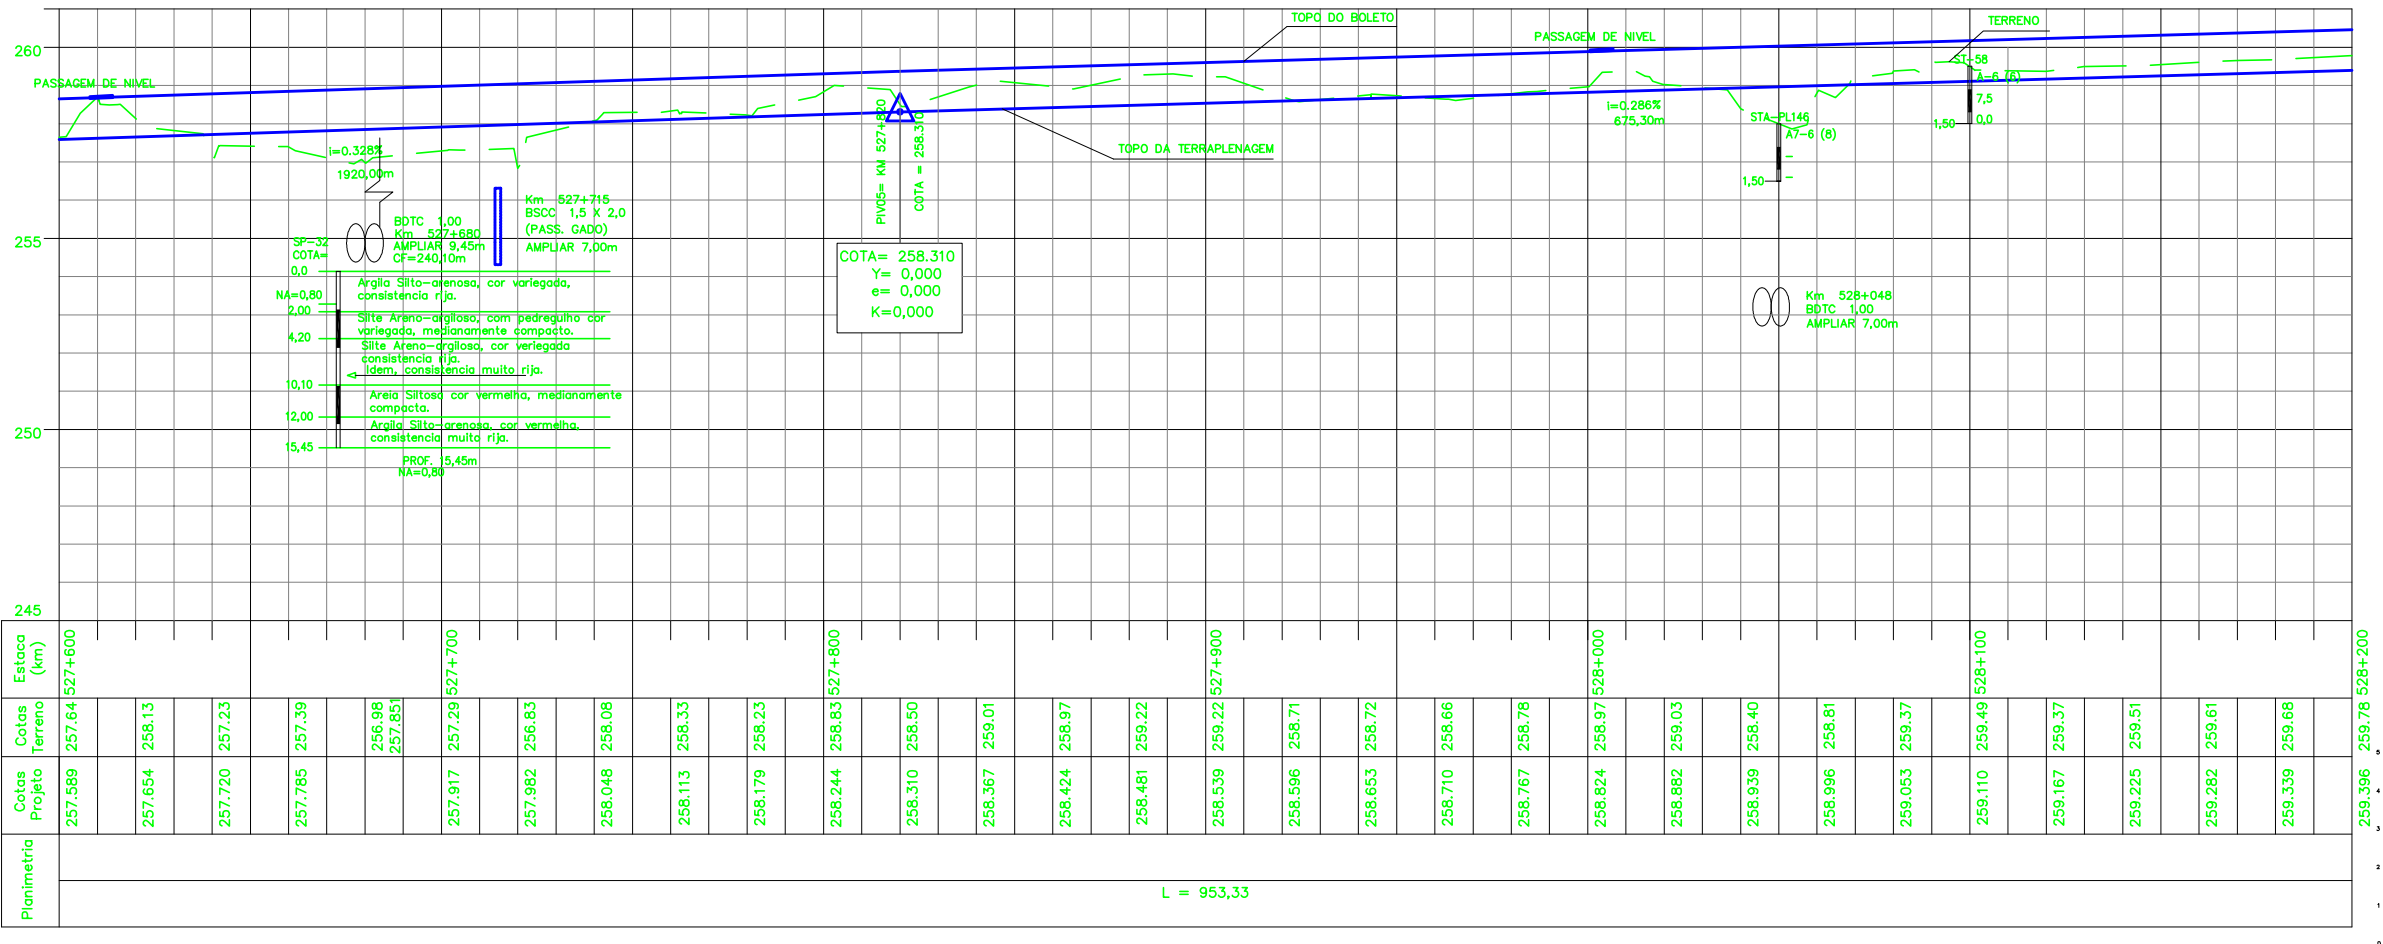 TOPO DO BOLETO
TERRENO
PASSAGEM DE NIVEL
260
ST-58
A-6 (6)
7,5
0,0
1,50
PASSAGEM DE NIVEL
i=0.286%
675,30m
STA-PL146
A7-6 (8)
1,50
PIV05= KM 527+820
COTA = 258.310
TOPO DA TERRAPLENAGEM
i=0.328%
1920,00m
BDTC 1,00
Km 527+680
AMPLIAR 9,45m
CF=240,10m
Km 527+715
BSCC 1,5 X 2,0
(PASS. GADO)
AMPLIAR 7,00m
255
SP-32
COTA=
0,0
NA=0,80
2,00
4,20
10,10
12,00
15,45
Argila Silto-arenosa, cor variegada,
consistencia rija.
Silte Areno-argiloso, com pedregulho cor
variegada, medianamente compacto.
Silte Areno-argilosa, cor veriegada
consistencia rija.
Idem, consistencia muito rija.
Areia Siltosa cor vermelha, medianamente
compacta.
Argila Silto-arenosa, cor vermelha,
consistencia muito rija.
PROF. 15,45m
NA=0,80
COTA= 258.310
Y= 0,000
e= 0,000
K=0,000
Km 528+048
BDTC 1,00
AMPLIAR 7,00m
250
245
Estaca
(km)
527+600
527+700
527+800
527+900
528+000
528+100
528+200
Cotas
Terreno
257.64
258.13
257.23
257.39
256.98
257.851
257.29
256.83
258.08
258.33
258.23
258.83
258.50
259.01
258.97
259.22
259.22
258.71
258.72
258.66
258.78
258.97
259.03
258.40
258.81
259.37
259.49
259.37
259.51
259.61
259.68
259.78
Cotas
Projeto
257.589
257.654
257.720
257.785
257.917
257.982
258.048
258.113
258.179
258.244
258.310
258.367
258.424
258.481
258.539
258.596
258.653
258.710
258.767
258.824
258.882
258.939
258.996
259.053
259.110
259.167
259.225
259.282
259.339
259.396
Planimetria
L = 953,33
5
4
3
2
1
0